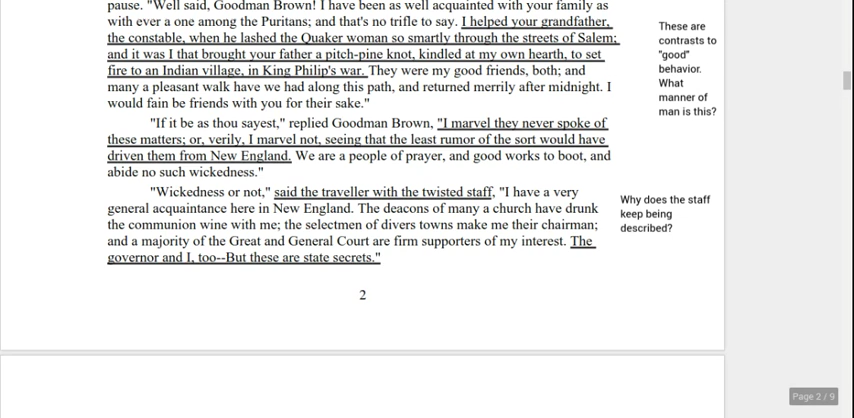 pause. "Well said, Goodman Brown! I have been as well acquainted with your family as
with ever a one among the Puritans; and that's no trifle to say. I helped your grandfather,
the constable, when he lashed the Quaker woman so smartly through the streets of Salem;
and it was I that brought your father a pitch-pine knot, kindled at my own hearth, to set
fire to an Indian village, in King Philip's war. They were my good friends, both; and
many a pleasant walk have we had along this path, and returned merrily after midnight. I
would fain be friends with you for their sake."
These are
contrasts to
"good"
behavior.
What
manner of
man is this?
"If it be as thou sayest," replied Goodman Brown, "I marvel they never spoke of
these matters; or, verily, I marvel not, seeing that the least rumor of the sort would have
driven them from New England. We are a people of prayer, and good works to boot, and
abide no such wickedness."
"Wickedness or not," said the traveller with the twisted staff, "I have a very
general acquaintance here in New England. The deacons of many a church have drunk
the communion wine with me; the selectmen of divers towns make me their chairman;
and a majority of the Great and General Court are firm supporters of my interest. The
governor and I, too--But these are state secrets."
Why does the staff
keep being
described?
2
Page 2 / 9